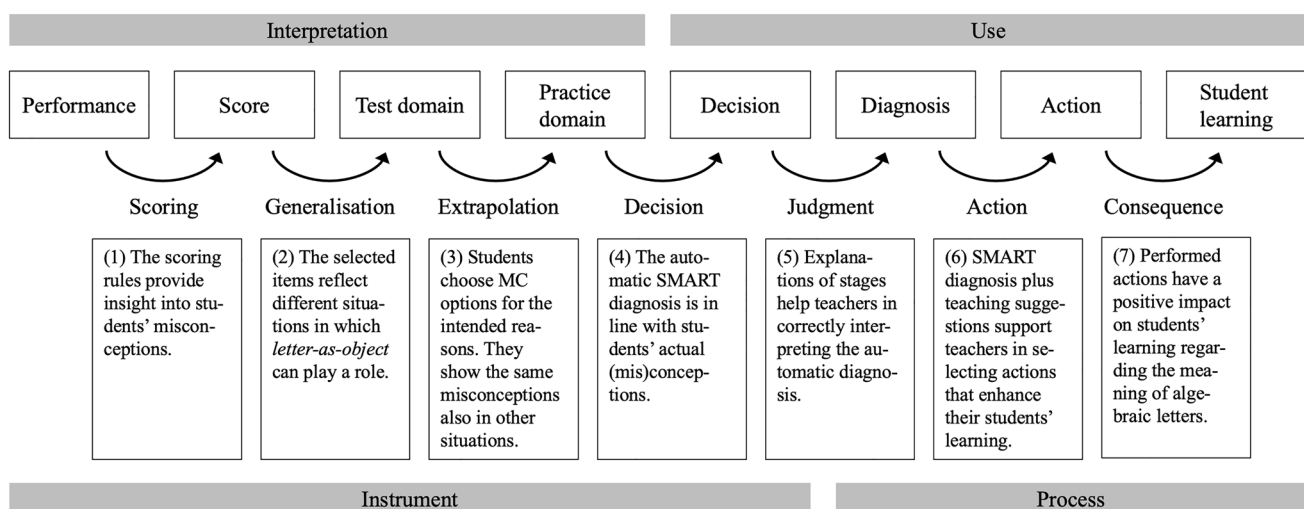 Interpretation
Use
Performance
Score
Test domain
Practice
domain
Decision
Diagnosis
Action
Student
learning
Scoring
Generalisation
Extrapolation
Decision
Judgment
Action
Consequence
(1) The scoring
rules provide
insight into stu-
dents’ miscon-
ceptions.
(2) The selected
items reflect
different situa-
tions in which
letter-as-object
can play a role.
(3) Students
choose MC
options for the
intended rea-
sons. They
show the same
misconceptions
also in other
situations.
(4) The auto-
matic SMART
diagnosis is in
line with stu-
dents’ actual
(mis)concep-
tions.
(5) Explana-
tions of stages
help teachers in
correctly inter-
preting the au-
tomatic diagno-
sis.
(6) SMART
diagnosis plus
teaching sugge-
stions support
teachers in se-
lecting actions
that enhance
their students’
learning.
(7) Performed
actions have a
positive impact
on students’
learning regar-
ding the mea-
ning of alge-
braic letters.
Instrument
Process